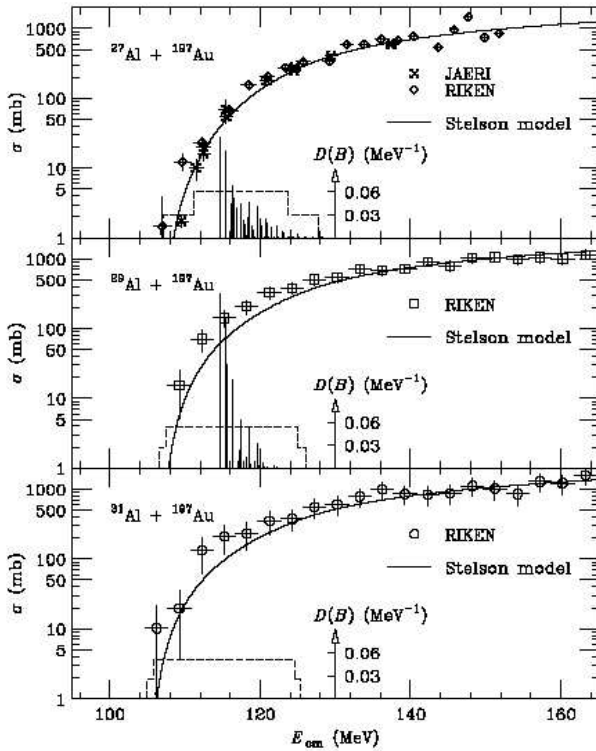 1000
500
100
50
10
5
1
σ (mb)
²⁷Al + ¹⁹⁷Au
JAERI
RIKEN
Stelson model
D(B) (MeV⁻¹)
0.06
0.03
1000
500
100
50
10
5
1
σ (mb)
²⁹Al + ¹⁹⁷Au
RIKEN
Stelson model
D(B) (MeV⁻¹)
0.06
0.03
1000
500
100
50
10
5
1
σ (mb)
³¹Al + ¹⁹⁷Au
RIKEN
Stelson model
D(B) (MeV⁻¹)
0.06
0.03
100
120
140
160
E_cm (MeV)